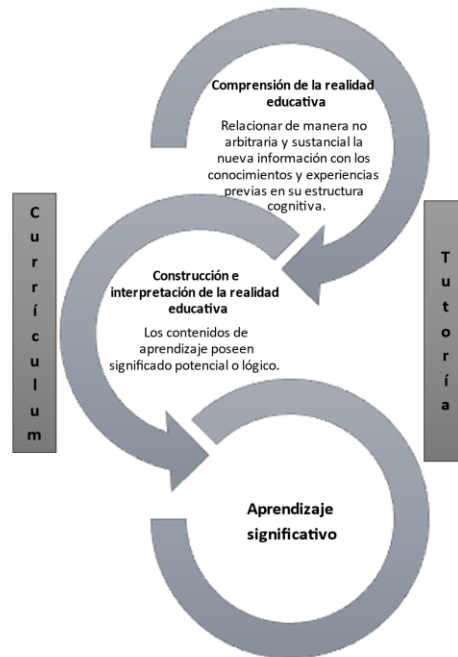 Comprensión de la realidad
educativa
Relacionar de manera no
arbitraria y sustancial la
nueva información con los
conocimientos y experiencias
previas en su estructura
cognitiva.
Currículum
Tutoría
Construcción e
interpretación de la realidad
educativa
Los contenidos de
aprendizaje poseen
significado potencial o lógico.
Aprendizaje
significativo